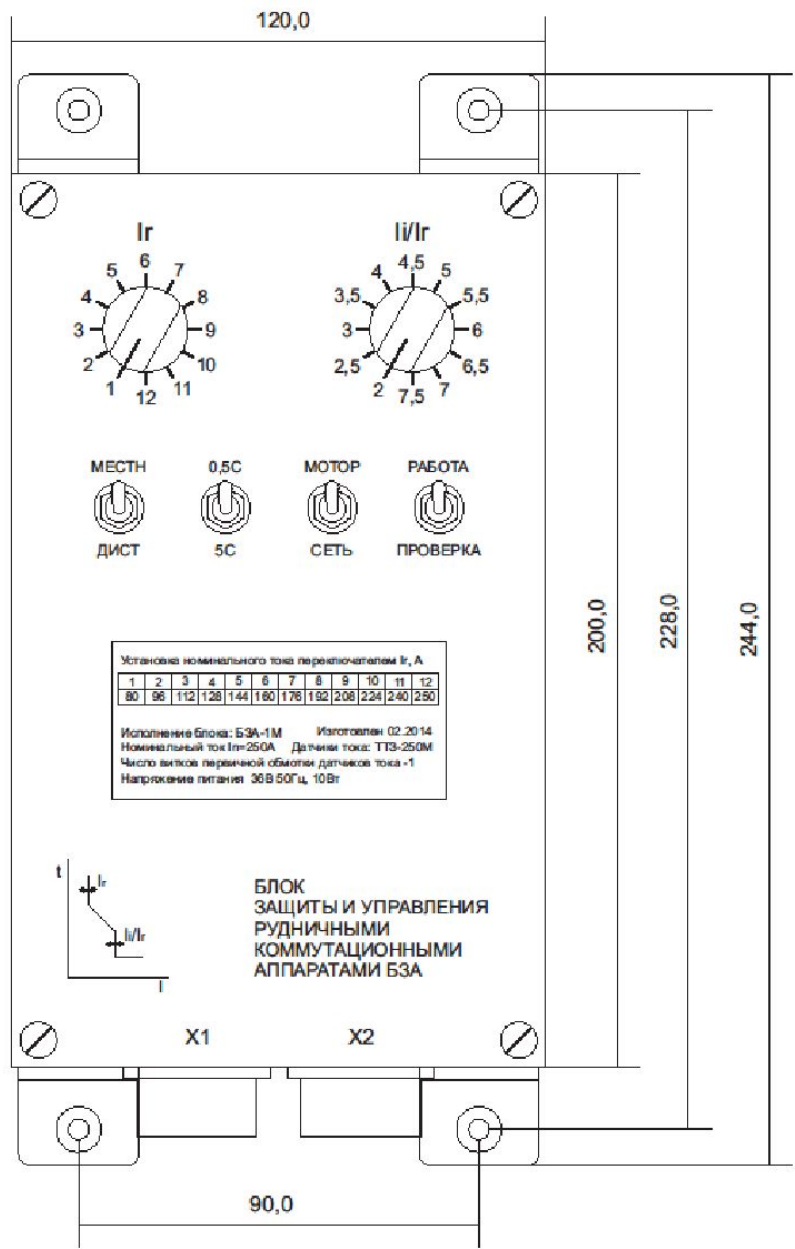 120,0
Ir
Ii/Ir
1 2 3 4 5 6 7 8 9 10 11 12
2 2,5 3 3,5 4 4,5 5 5,5 6 6,5 7 7,5
МЕСТН 0,5С МОТОР РАБОТА
ДИСТ 5С СЕТЬ ПРОВЕРКА
200,0
228,0
244,0
Установка номинального тока переключателем Ir, А
1 2 3 4 5 6 7 8 9 10 11 12
80 96 112 128 144 160 176 192 208 224 240 250
Исполнение блока: БЗА-1М Изготовлен 02.2014
Номинальный ток In=250А Датчики тока: ТТЗ-250М
Число витков первичной обмотки датчиков тока -1
Напряжение питания 36В 50Гц, 10Вт
t
Ir
Ii/Ir
I
БЛОК
ЗАЩИТЫ И УПРАВЛЕНИЯ
РУДНИЧНЫМИ
КОММУТАЦИОННЫМИ
АППАРАТАМИ БЗА
X1 X2
90,0